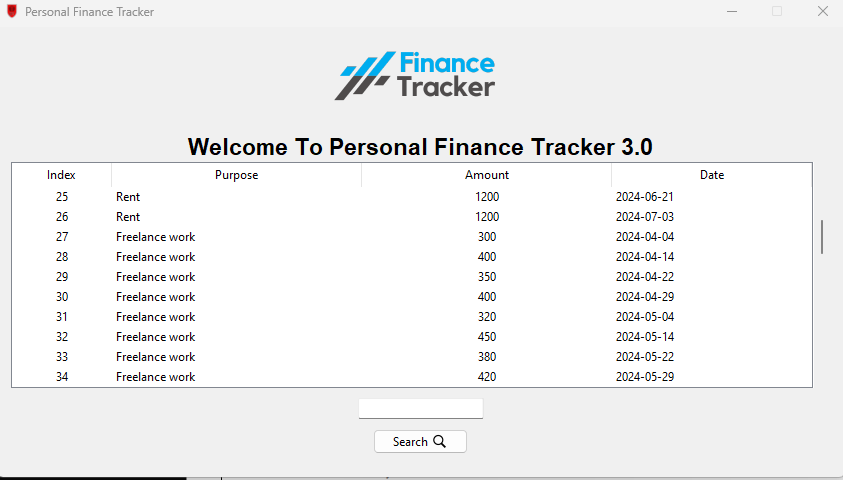 Personal Finance Tracker
Finance
Tracker
Welcome To Personal Finance Tracker 3.0
Index Purpose Amount Date
25 Rent 1200 2024-06-21
26 Rent 1200 2024-07-03
27 Freelance work 300 2024-04-04
28 Freelance work 400 2024-04-14
29 Freelance work 350 2024-04-22
30 Freelance work 400 2024-04-29
31 Freelance work 320 2024-05-04
32 Freelance work 450 2024-05-14
33 Freelance work 380 2024-05-22
34 Freelance work 420 2024-05-29
Search